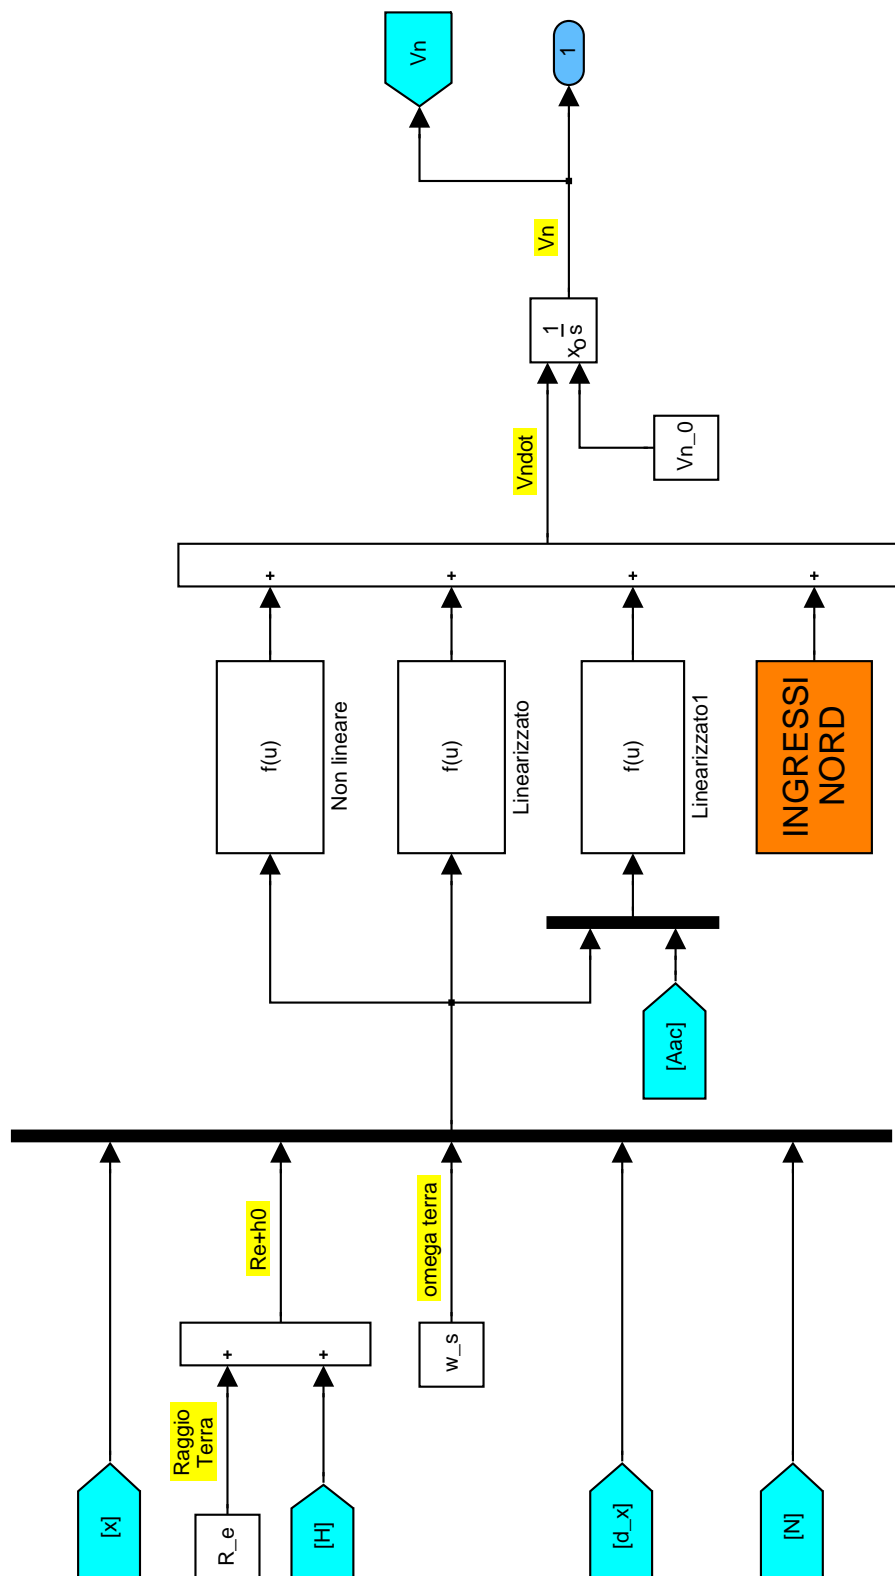 [x]
R_e
Raggio
Terra
[H]
+
+
Re+h0
w_s
omega terra
[d_x]
[N]
[Aac]
f(u)
Non lineare
f(u)
Linearizzato
f(u)
Linearizzato1
INGRESSI
NORD
+
+
+
+
Vndot
Vn_0
1
s
xo
Vn
Vn
1